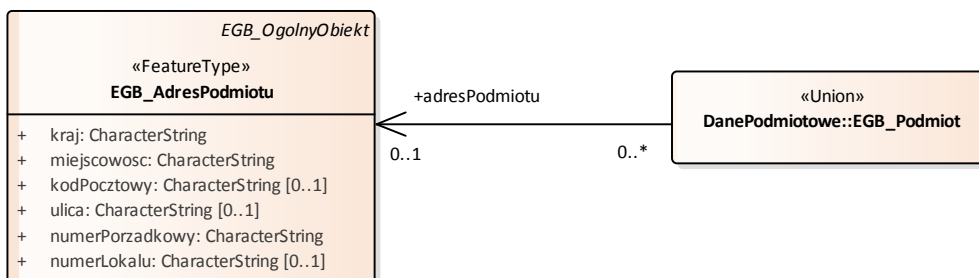 EGB_OgolnyObiekt
«FeatureType»
EGB_AdresPodmiotu
+ kraj: CharacterString
+ miejscowosc: CharacterString
+ kodPocztowy: CharacterString [0..1]
+ ulica: CharacterString [0..1]
+ numerPorzadkowy: CharacterString
+ numerLokalu: CharacterString [0..1]
+adresPodmiotu
0..1
0..*
«Union»
DanePodmiotowe::EGB_Podmiot